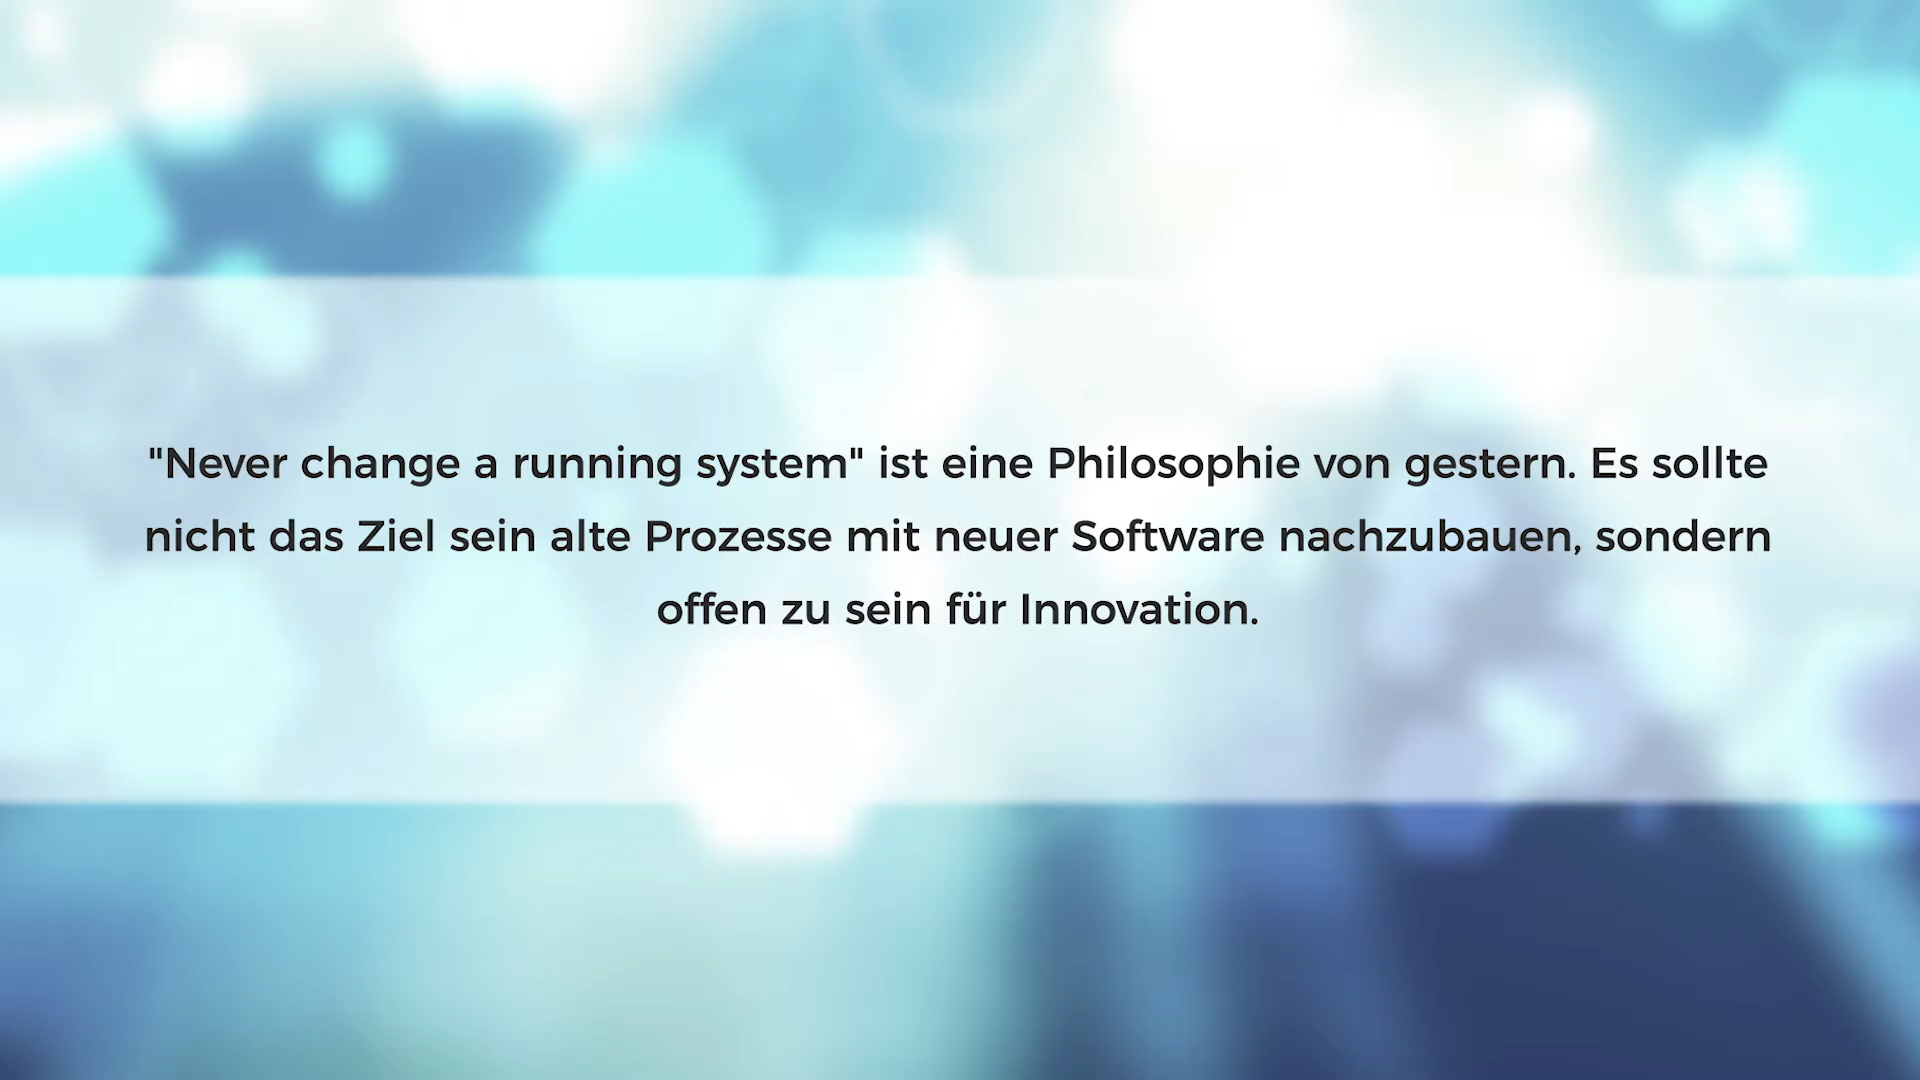 "Never change a running system" ist eine Philosophie von gestern. Es sollte
nicht das Ziel sein alte Prozesse mit neuer Software nachzubauen, sondern
offen zu sein für Innovation.